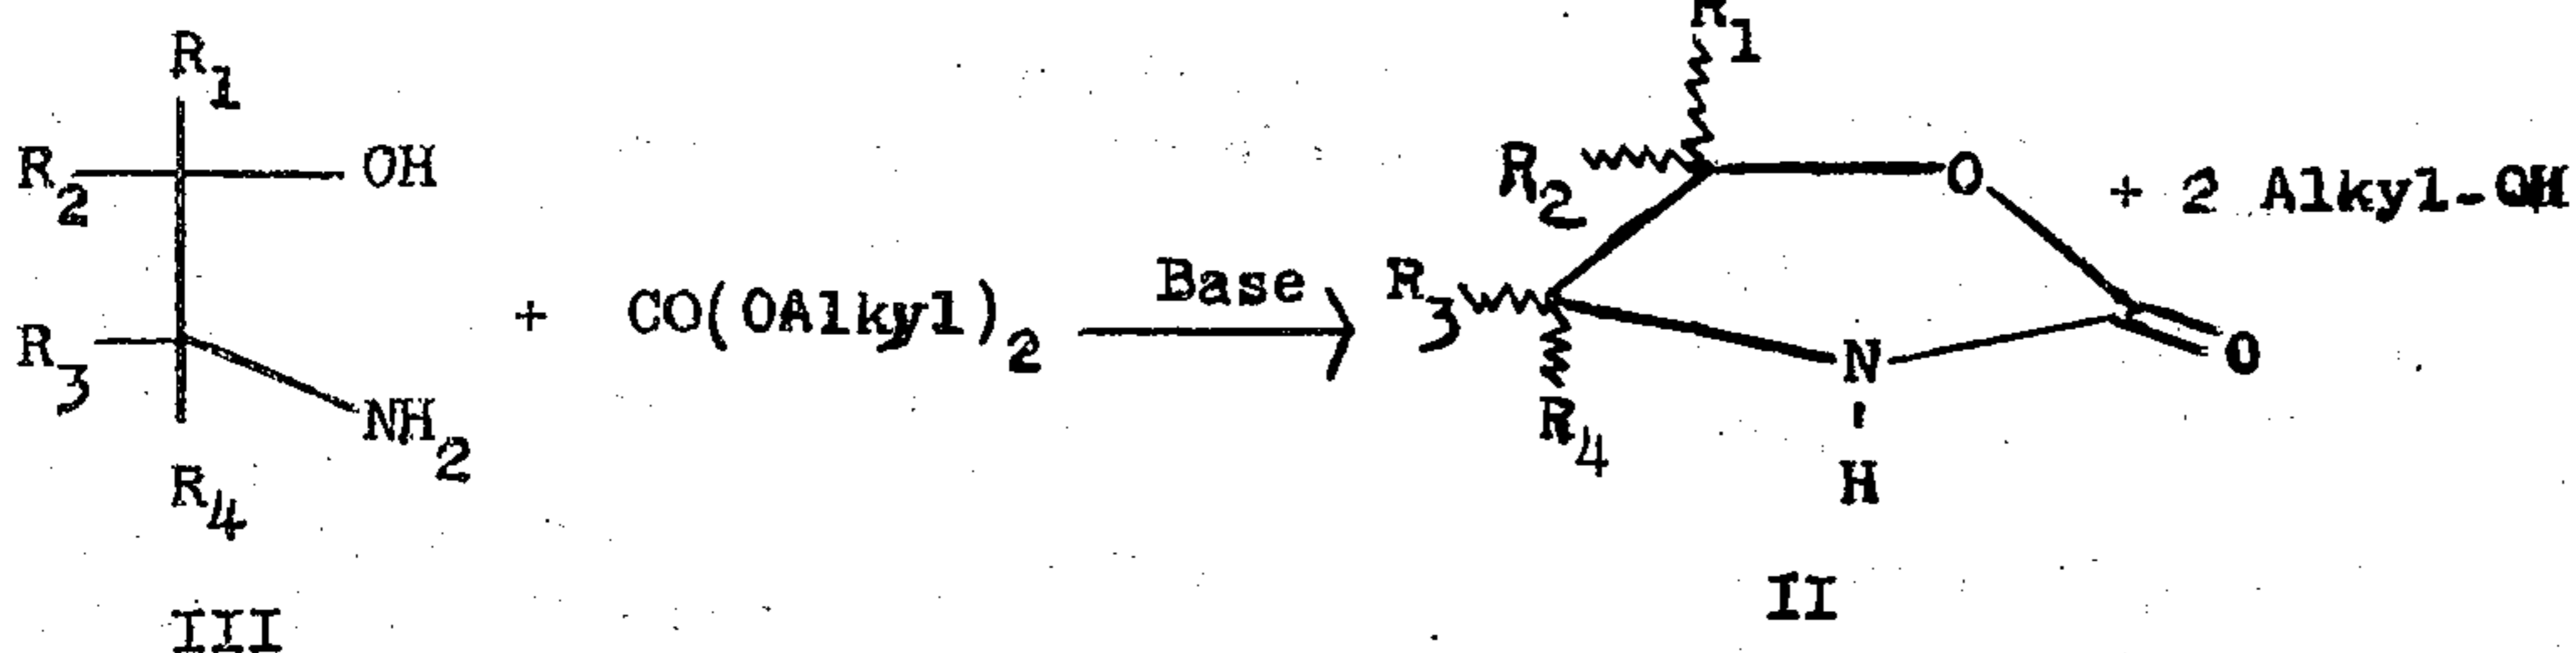 R1
R1
R2 OH
R2 O + 2 Alkyl-OH
R3 + CO(OAlkyl)2 Base R3
NH2 N O
R4 R4 H
III II